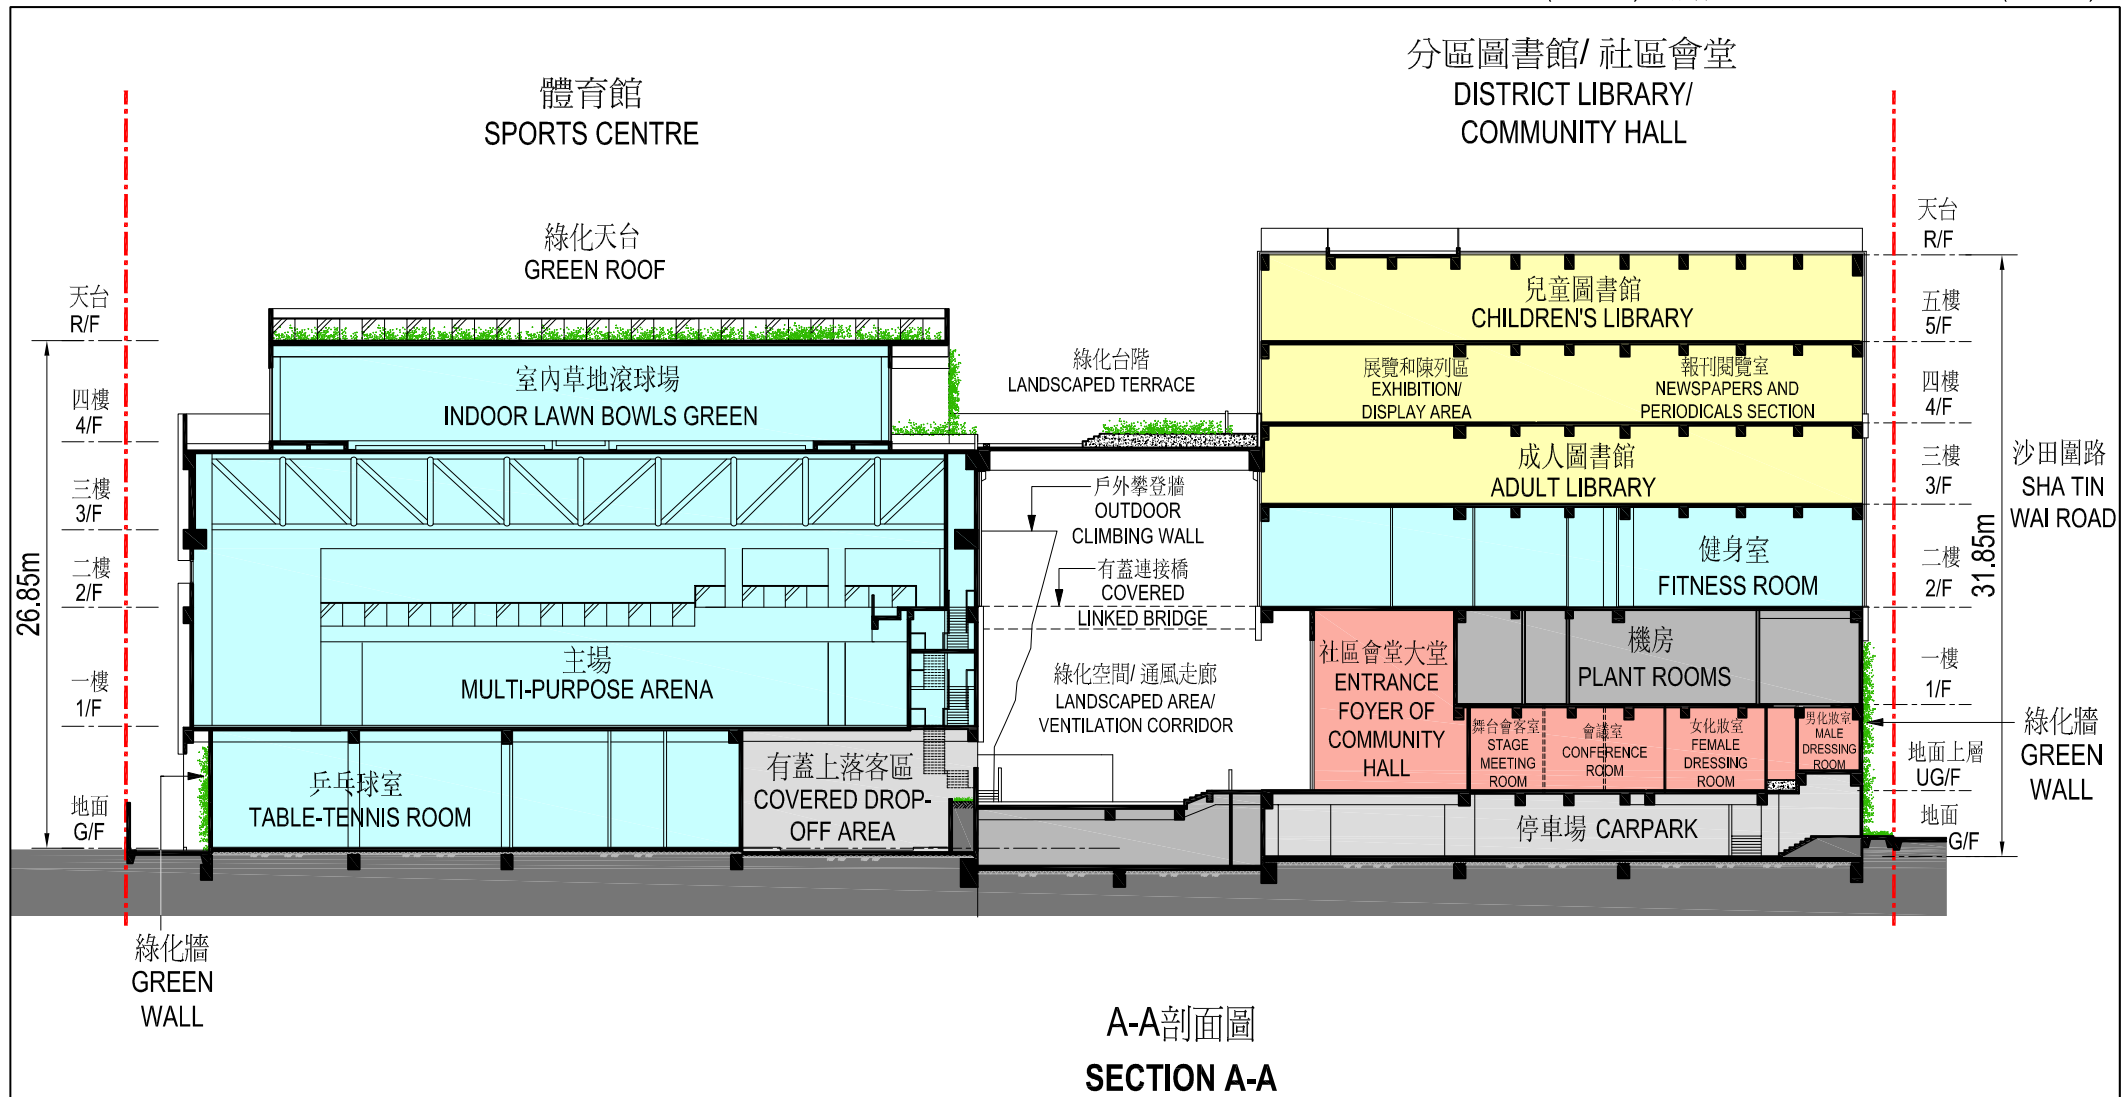 體育館
SPORTS CENTRE
分區圖書館/ 社區會堂
DISTRICT LIBRARY/
COMMUNITY HALL
綠化天台
GREEN ROOF
天台
R/F
四樓
4/F
三樓
3/F
二樓
2/F
一樓
1/F
地面
G/F
26.85m
室內草地滾球場
INDOOR LAWN BOWLS GREEN
主場
MULTI-PURPOSE ARENA
乒乓球室
TABLE-TENNIS ROOM
有蓋上落客區
COVERED DROP-
OFF AREA
綠化牆
GREEN
WALL
綠化台階
LANDSCAPED TERRACE
戶外攀登牆
OUTDOOR
CLIMBING WALL
有蓋連接橋
COVERED
LINKED BRIDGE
綠化空間/ 通風走廊
LANDSCAPED AREA/
VENTILATION CORRIDOR
兒童圖書館
CHILDREN'S LIBRARY
展覽和陳列區
EXHIBITION/
DISPLAY AREA
報刊閱覽室
NEWSPAPERS AND
PERIODICALS SECTION
成人圖書館
ADULT LIBRARY
健身室
FITNESS ROOM
社區會堂大堂
ENTRANCE
FOYER OF
COMMUNITY
HALL
機房
PLANT ROOMS
舞台會客室
STAGE
MEETING
ROOM
會議室
CONFERENCE
ROOM
女化妝室
FEMALE
DRESSING
ROOM
男化妝室
MALE
DRESSING
ROOM
停車場 CARPARK
天台
R/F
五樓
5/F
四樓
4/F
三樓
3/F
二樓
2/F
一樓
1/F
地面上層
UG/F
地面
G/F
31.85m
沙田圍路
SHA TIN
WAI ROAD
綠化牆
GREEN
WALL
A-A剖面圖
SECTION A-A